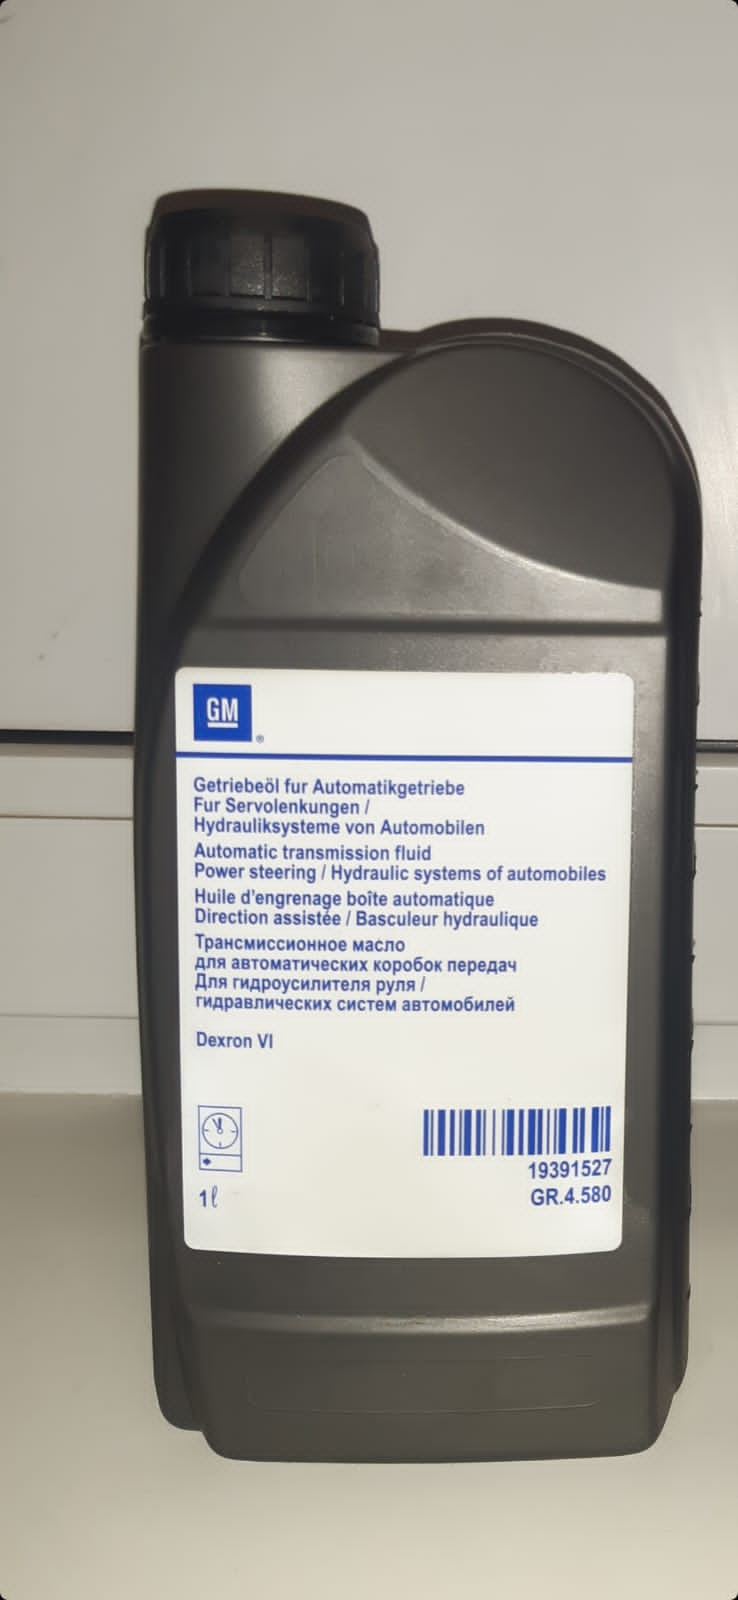 GM
®
Getriebeöl fur Automatikgetriebe
Fur Servolenkungen /
Hydrauliksysteme von Automobilen
Automatic transmission fluid
Power steering / Hydraulic systems of automobiles
Huile d'engrenage boîte automatique
Direction assistée / Basculeur hydraulique
Трансмиссионное масло
для автоматических коробок передач
Для гидроусилителя руля /
гидравлических систем автомобилей
Dexron VI
19391527
1ℓ
GR.4.580